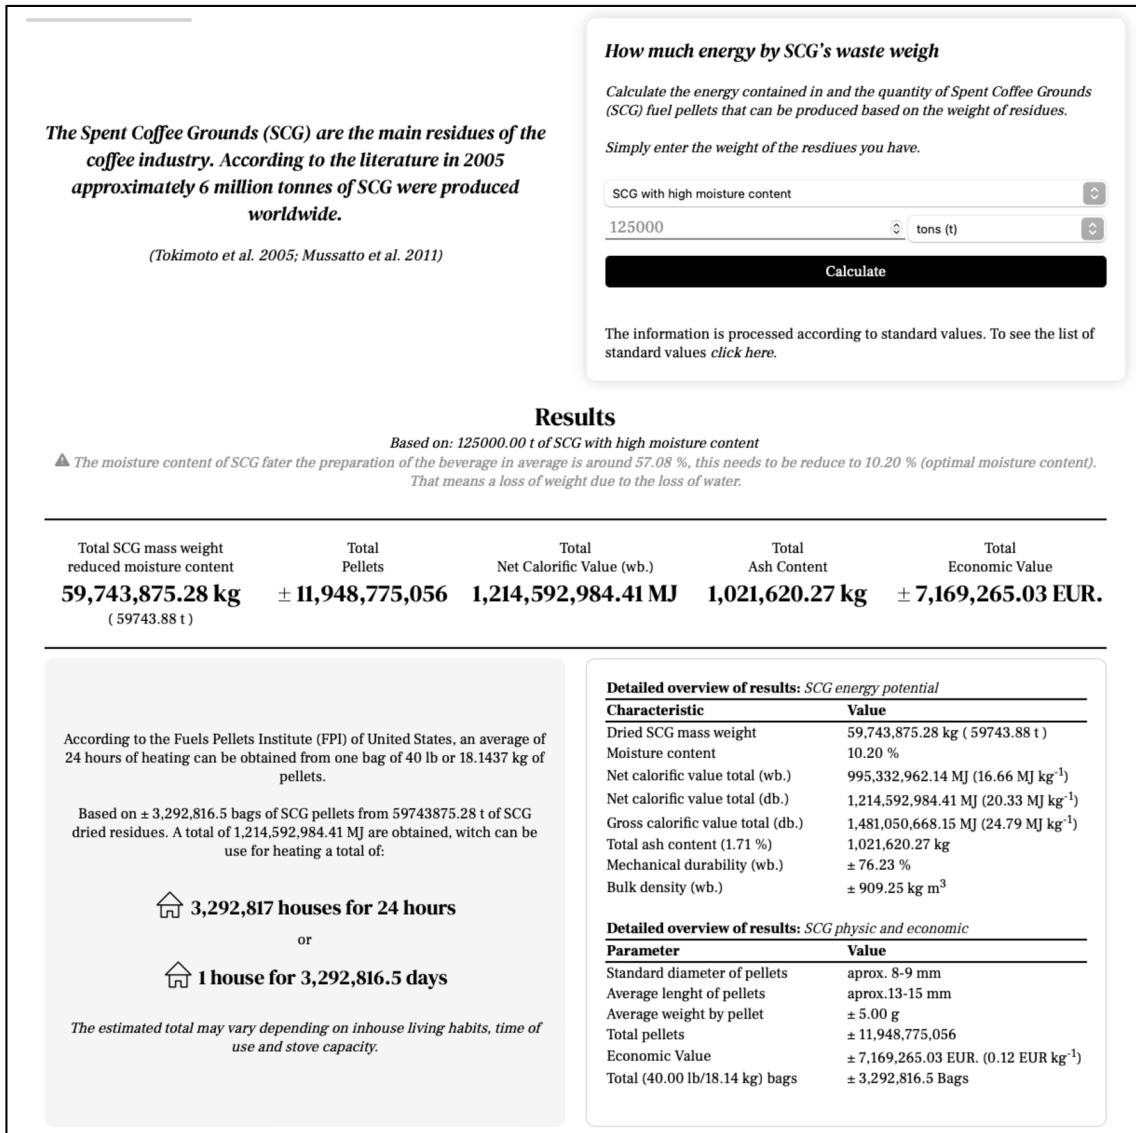 The Spent Coffee Grounds (SCG) are the main residues of the
coffee industry. According to the literature in 2005
approximately 6 million tonnes of SCG were produced
worldwide.
(Tokimoto et al. 2005; Mussatto et al. 2011)
How much energy by SCG's waste weigh
Calculate the energy contained in and the quantity of Spent Coffee Grounds
(SCG) fuel pellets that can be produced based on the weight of residues.
Simply enter the weight of the resdiues you have.
SCG with high moisture content
125000 tons (t)
Calculate
The information is processed according to standard values. To see the list of
standard values click here.
Results
Based on: 125000.00 t of SCG with high moisture content
The moisture content of SCG fater the preparation of the beverage in average is around 57.08 %, this needs to be reduce to 10.20 % (optimal moisture content).
That means a loss of weight due to the loss of water.
Total SCG mass weight
reduced moisture content
59,743,875.28 kg
( 59743.88 t )
Total
Pellets
± 11,948,775,056
Total
Net Calorific Value (wb.)
1,214,592,984.41 MJ
Total
Ash Content
1,021,620.27 kg
Total
Economic Value
± 7,169,265.03 EUR.
According to the Fuels Pellets Institute (FPI) of United States, an average of
24 hours of heating can be obtained from one bag of 40 lb or 18.1437 kg of
pellets.
Based on ± 3,292,816.5 bags of SCG pellets from 59743875.28 t of SCG
dried residues. A total of 1,214,592,984.41 MJ are obtained, witch can be
use for heating a total of:
3,292,817 houses for 24 hours
or
1 house for 3,292,816.5 days
The estimated total may vary depending on inhouse living habits, time of
use and stove capacity.
Detailed overview of results: SCG energy potential
Characteristic Value
Dried SCG mass weight 59,743,875.28 kg ( 59743.88 t )
Moisture content 10.20 %
Net calorific value total (wb.) 995,332,962.14 MJ (16.66 MJ kg⁻¹)
Net calorific value total (db.) 1,214,592,984.41 MJ (20.33 MJ kg⁻¹)
Gross calorific value total (db.) 1,481,050,668.15 MJ (24.79 MJ kg⁻¹)
Total ash content (1.71 %) 1,021,620.27 kg
Mechanical durability (wb.) ± 76.23 %
Bulk density (wb.) ± 909.25 kg m³
Detailed overview of results: SCG physic and economic
Parameter Value
Standard diameter of pellets aprox. 8-9 mm
Average lenght of pellets aprox.13-15 mm
Average weight by pellet ± 5.00 g
Total pellets ± 11,948,775,056
Economic Value ± 7,169,265.03 EUR. (0.12 EUR kg⁻¹)
Total (40.00 lb/18.14 kg) bags ± 3,292,816.5 Bags